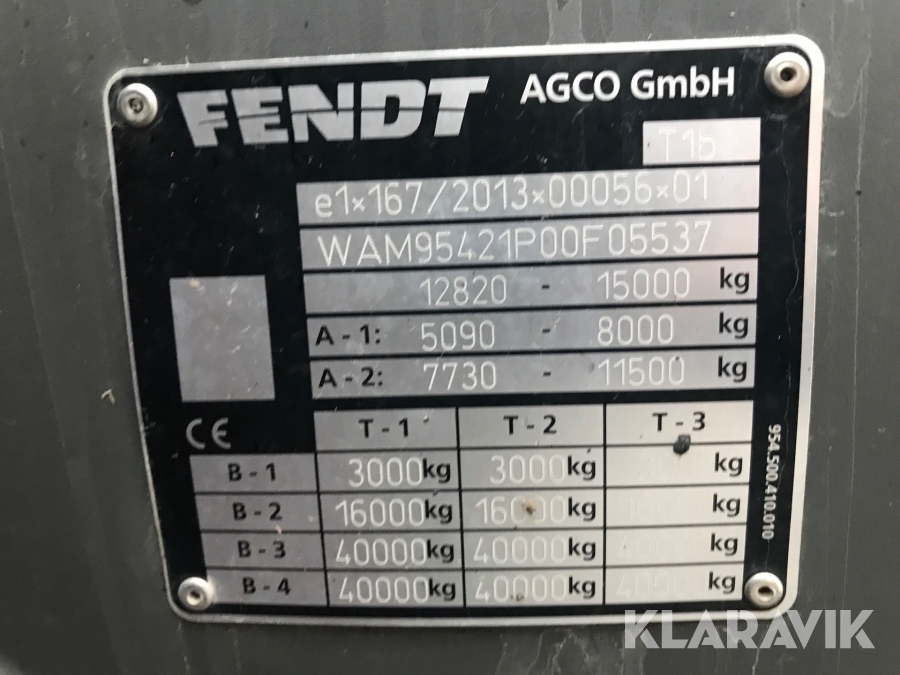 FENDT AGCO GmbH
T1b
e1*167/2013*00056*01
WAM95421P00F05537
12820 - 15000 kg
A - 1: 5090 - 8000 kg
A - 2: 7730 - 11500 kg
CE
T - 1 T - 2 T - 3
B - 1 3000kg 3000kg kg
B - 2 16000kg 16000kg kg
B - 3 40000kg 40000kg kg
B - 4 40000kg 40000kg kg
954.500.410.010
KLARAVIK